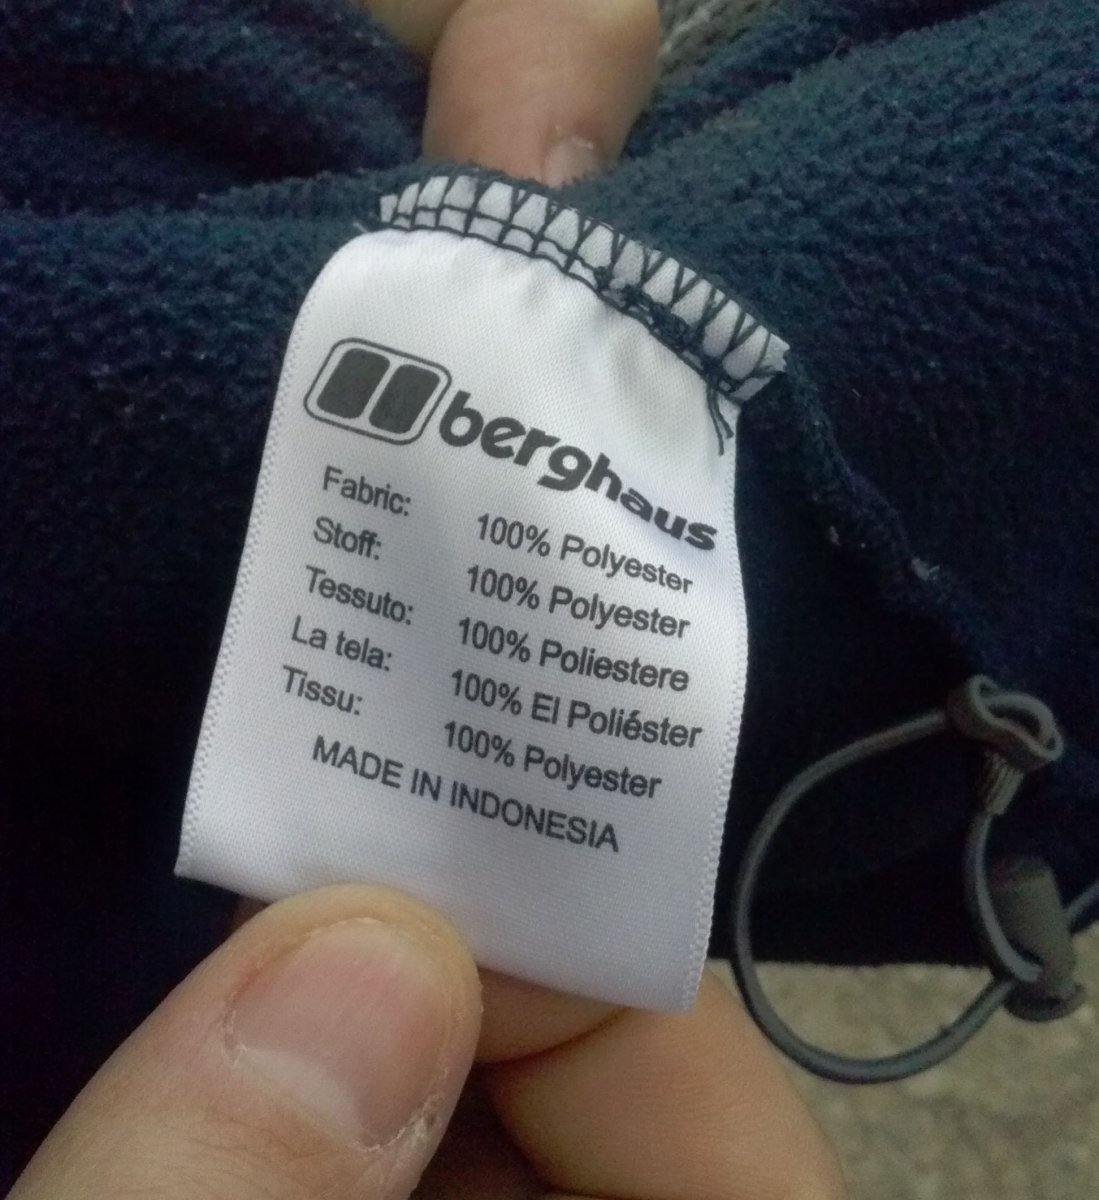 berghaus
Fabric: 100% Polyester
Stoff: 100% Polyester
Tessuto: 100% Poliestere
La tela: 100% El Poliéster
Tissu: 100% Polyester
MADE IN INDONESIA